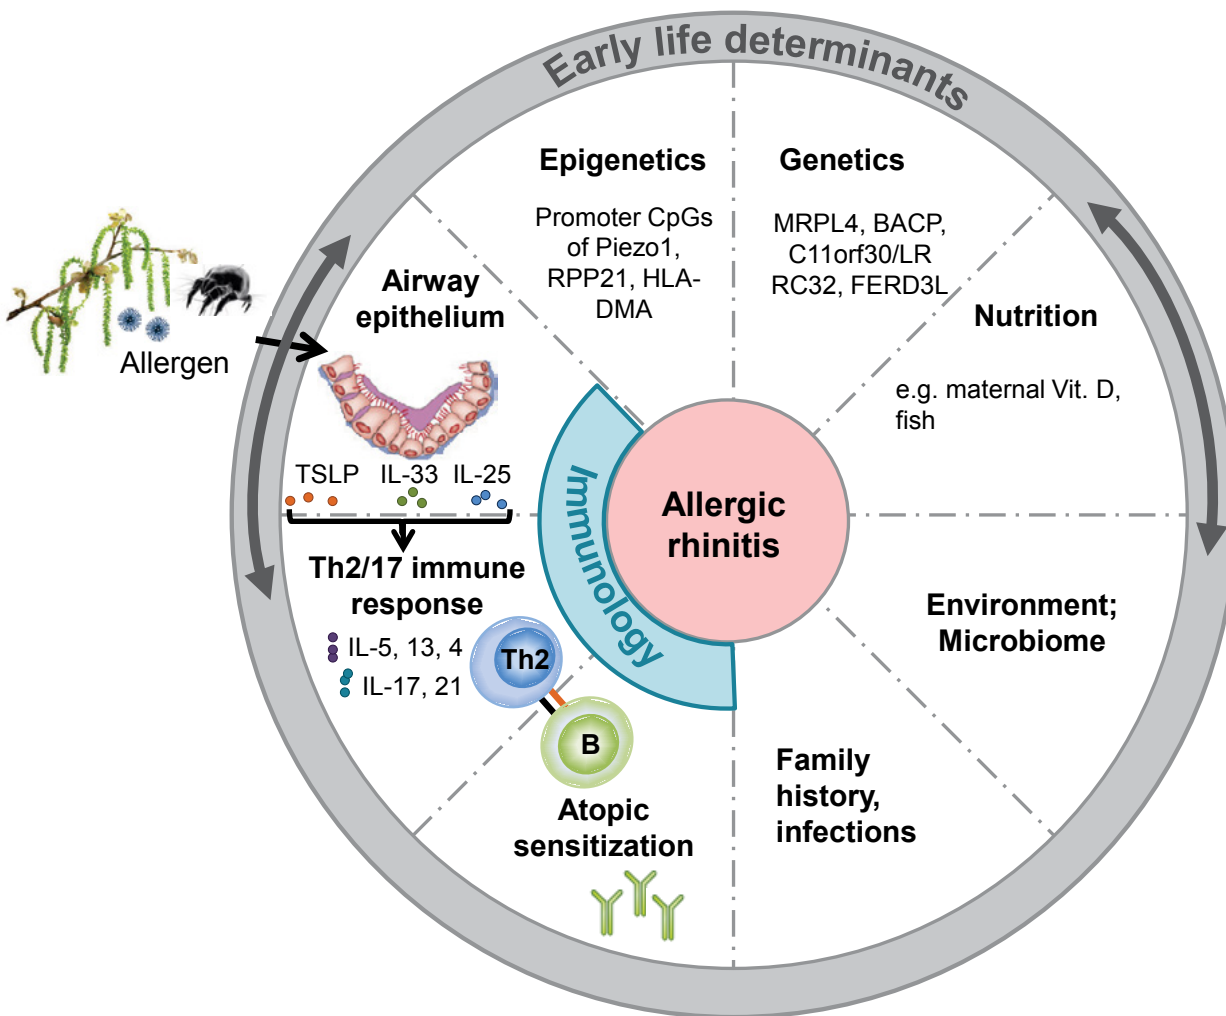 Early life determinants
Epigenetics
Promoter CpGs
of Piezo1,
RPP21, HLA-
DMA
Genetics
MRPL4, BACP,
C11orf30/LR
RC32, FERD3L
Nutrition
e.g. maternal Vit. D,
fish
Environment;
Microbiome
Family
history,
infections
Atopic
sensitization
Th2/17 immune
response
IL-5, 13, 4
IL-17, 21
Th2
B
Airway
epithelium
TSLP IL-33 IL-25
Allergen
Immunology
Allergic
rhinitis